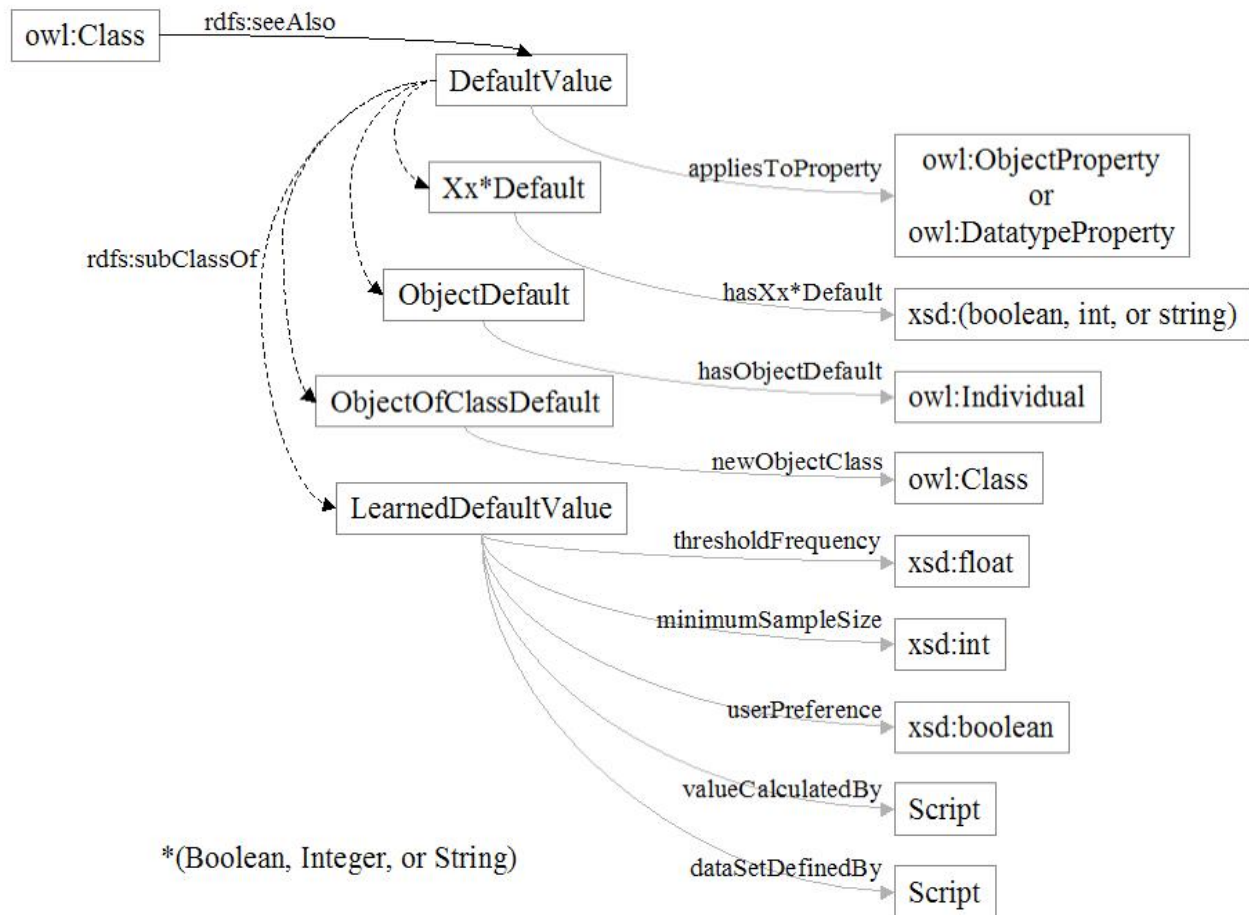 owl:Class
rdfs:seeAlso
DefaultValue
appliesToProperty
owl:ObjectProperty
or
owl:DatatypeProperty
Xx*Default
rdfs:subClassOf
hasXx*Default
xsd:(boolean, int, or string)
ObjectDefault
hasObjectDefault
owl:Individual
ObjectOfClassDefault
newObjectClass
owl:Class
LearnedDefaultValue
thresholdFrequency
xsd:float
minimumSampleSize
xsd:int
userPreference
xsd:boolean
valueCalculatedBy
Script
*(Boolean, Integer, or String)
dataSetDefinedBy
Script